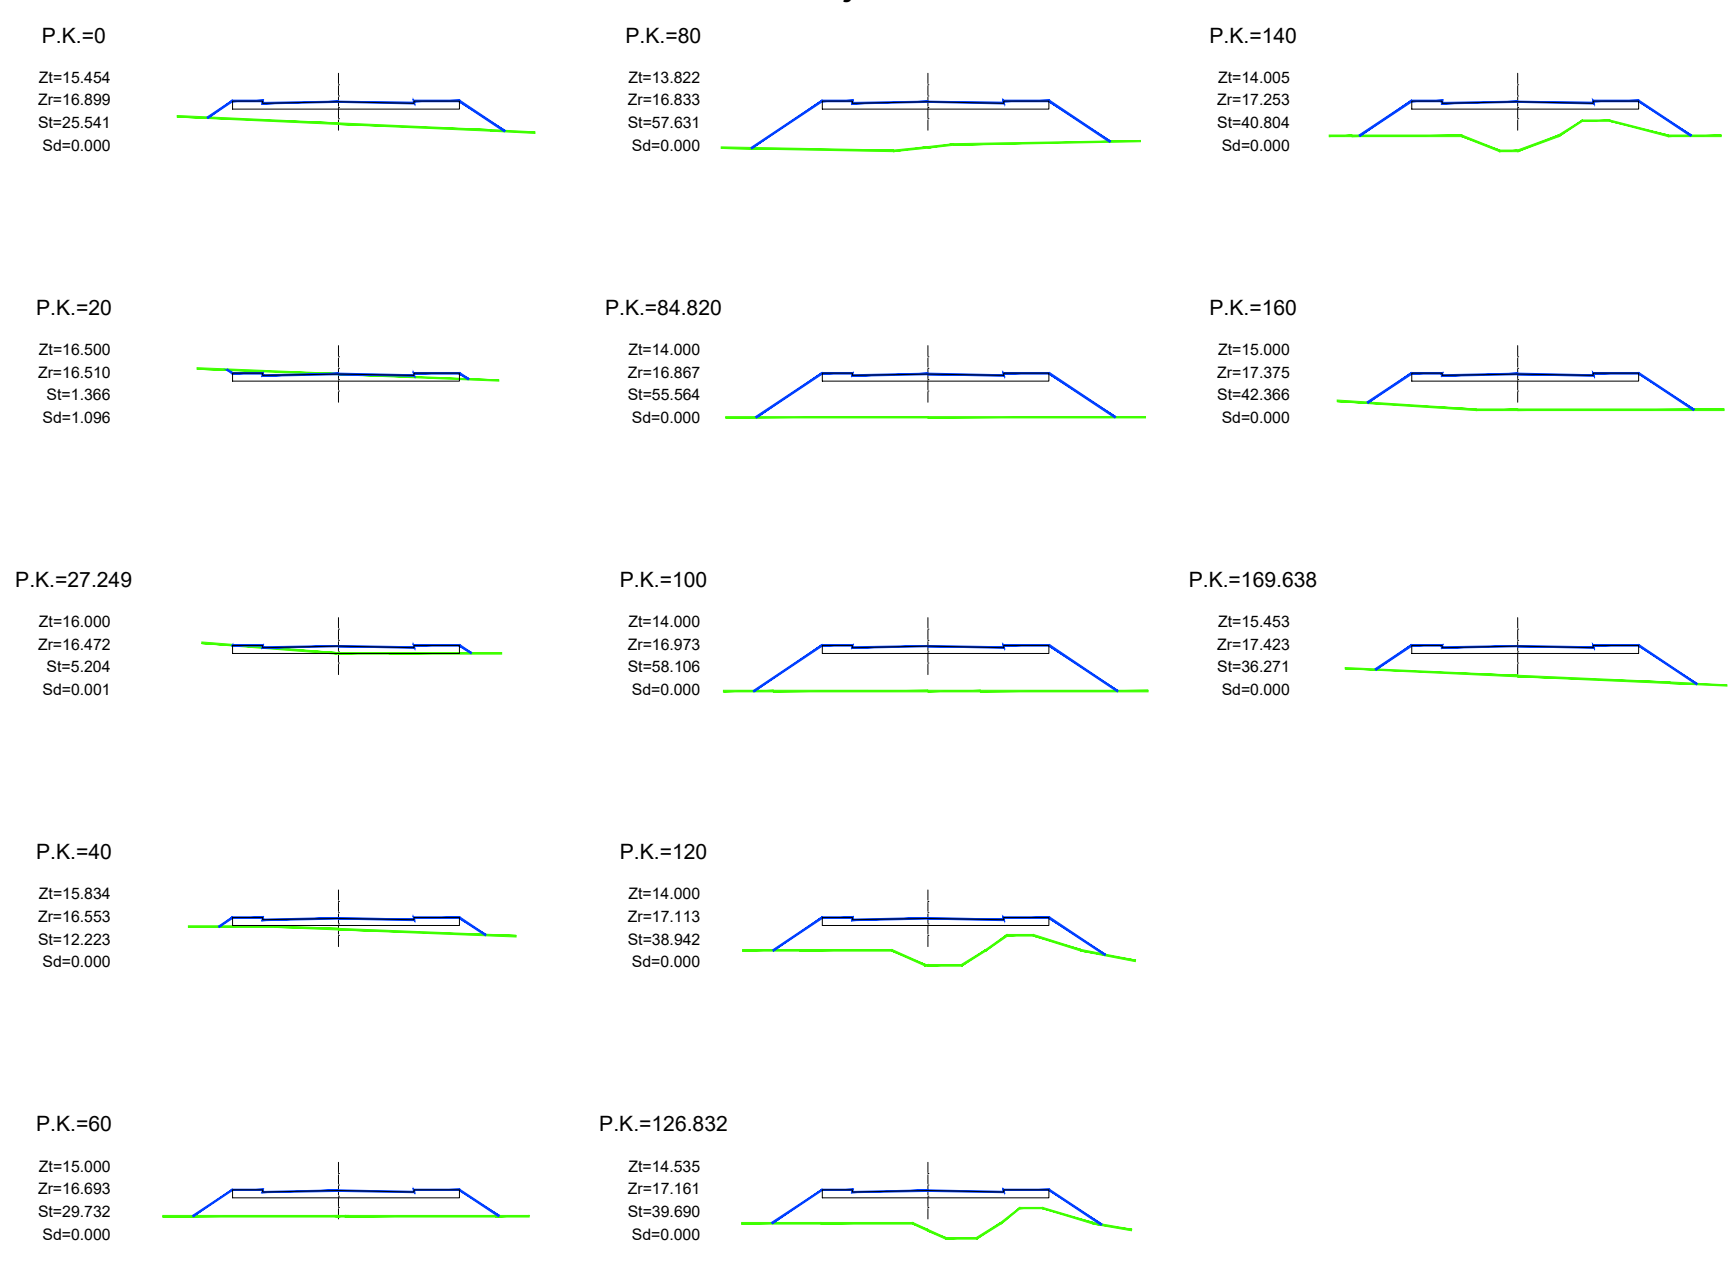 P.K.=0
Zt=15.454
Zr=16.899
St=25.541
Sd=0.000
P.K.=20
Zt=16.500
Zr=16.510
St=1.366
Sd=1.096
P.K.=27.249
Zt=16.000
Zr=16.472
St=5.204
Sd=0.001
P.K.=40
Zt=15.834
Zr=16.553
St=12.223
Sd=0.000
P.K.=60
Zt=15.000
Zr=16.693
St=29.732
Sd=0.000
P.K.=80
Zt=13.822
Zr=16.833
St=57.631
Sd=0.000
P.K.=84.820
Zt=14.000
Zr=16.867
St=55.564
Sd=0.000
P.K.=100
Zt=14.000
Zr=16.973
St=58.106
Sd=0.000
P.K.=120
Zt=14.000
Zr=17.113
St=38.942
Sd=0.000
P.K.=126.832
Zt=14.535
Zr=17.161
St=39.690
Sd=0.000
P.K.=140
Zt=14.005
Zr=17.253
St=40.804
Sd=0.000
P.K.=160
Zt=15.000
Zr=17.375
St=42.366
Sd=0.000
P.K.=169.638
Zt=15.453
Zr=17.423
St=36.271
Sd=0.000